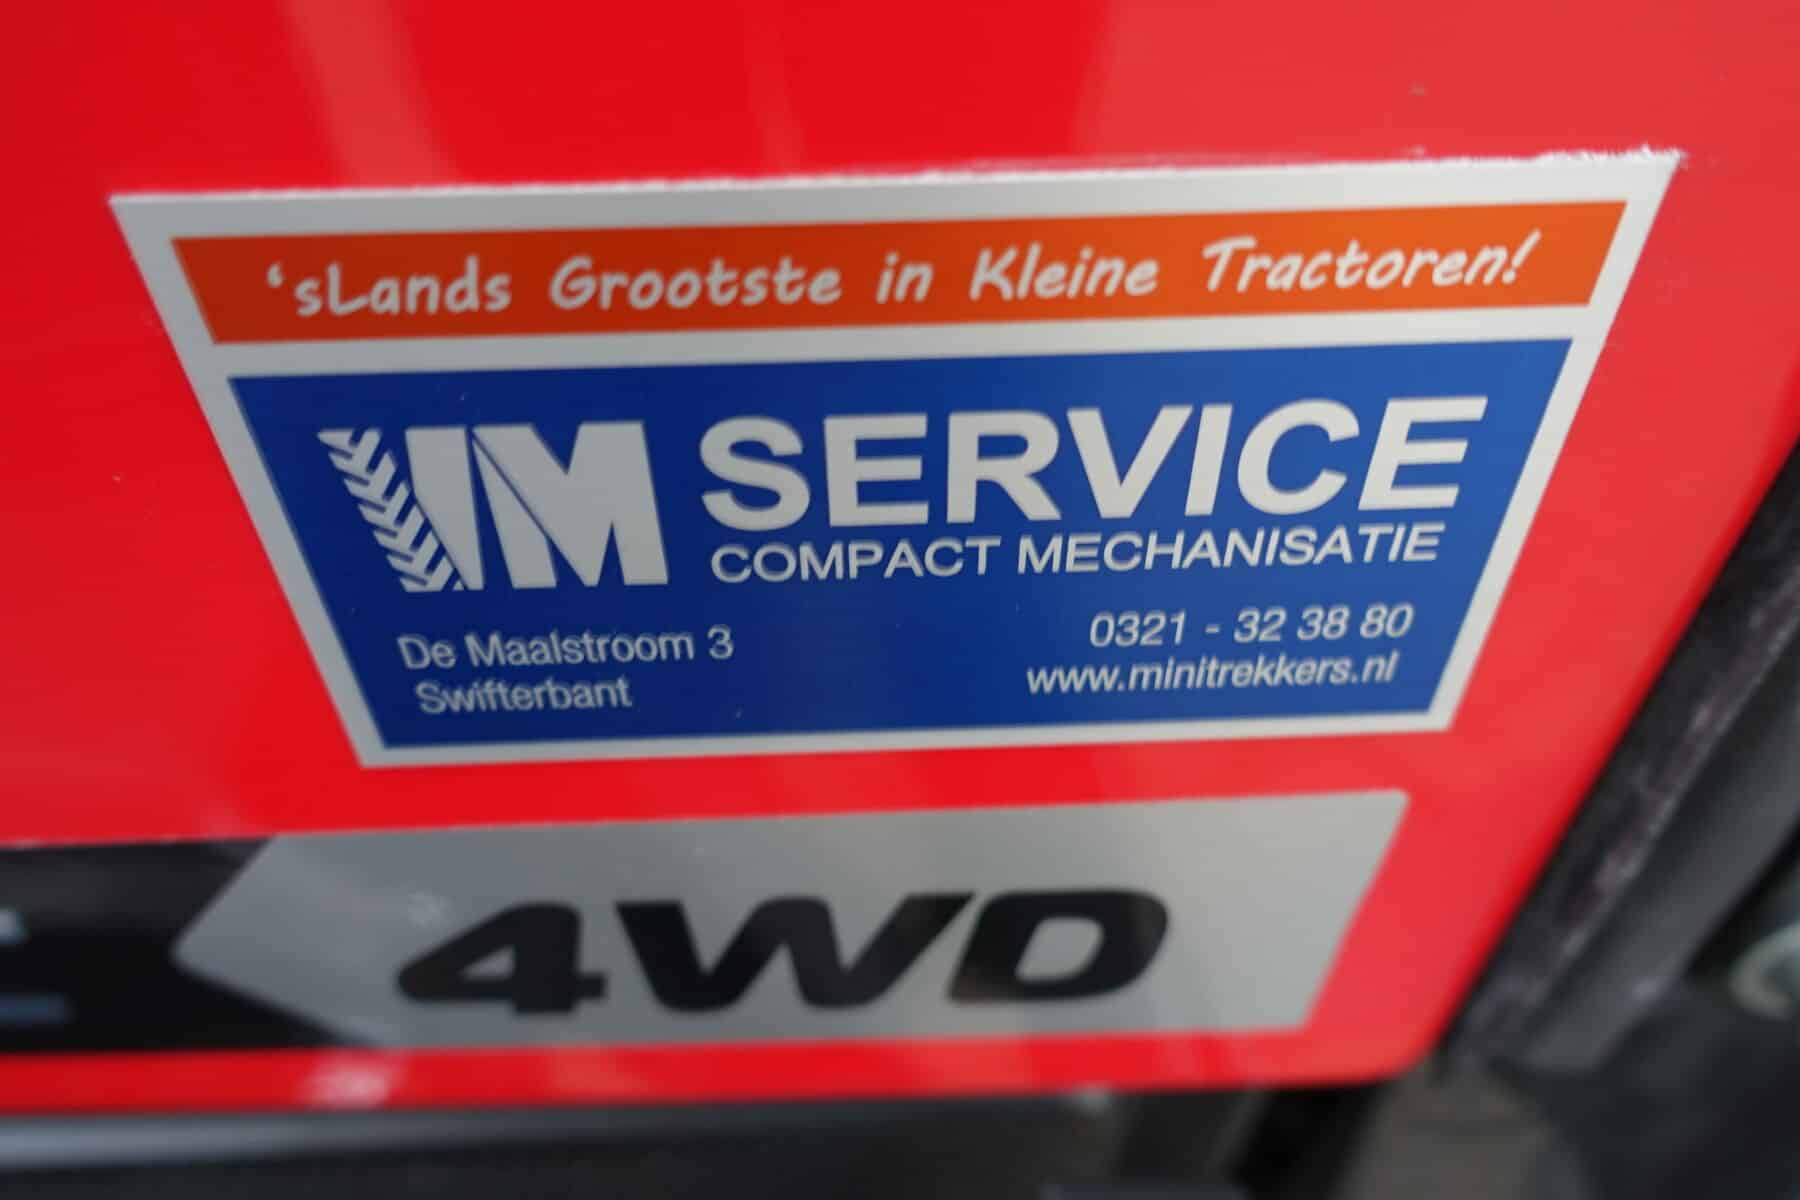 ‘sLands Grootste in Kleine Tractoren!
VM SERVICE
COMPACT MECHANISATIE
De Maalstroom 3
Swifterbant
0321 - 32 38 80
www.minitrekkers.nl
4WD